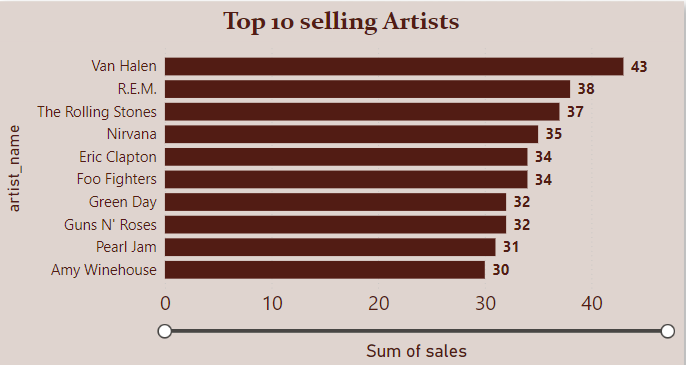 Top 10 selling Artists
artist_name
Van Halen 43
R.E.M. 38
The Rolling Stones 37
Nirvana 35
Eric Clapton 34
Foo Fighters 34
Green Day 32
Guns N' Roses 32
Pearl Jam 31
Amy Winehouse 30
0 10 20 30 40
Sum of sales